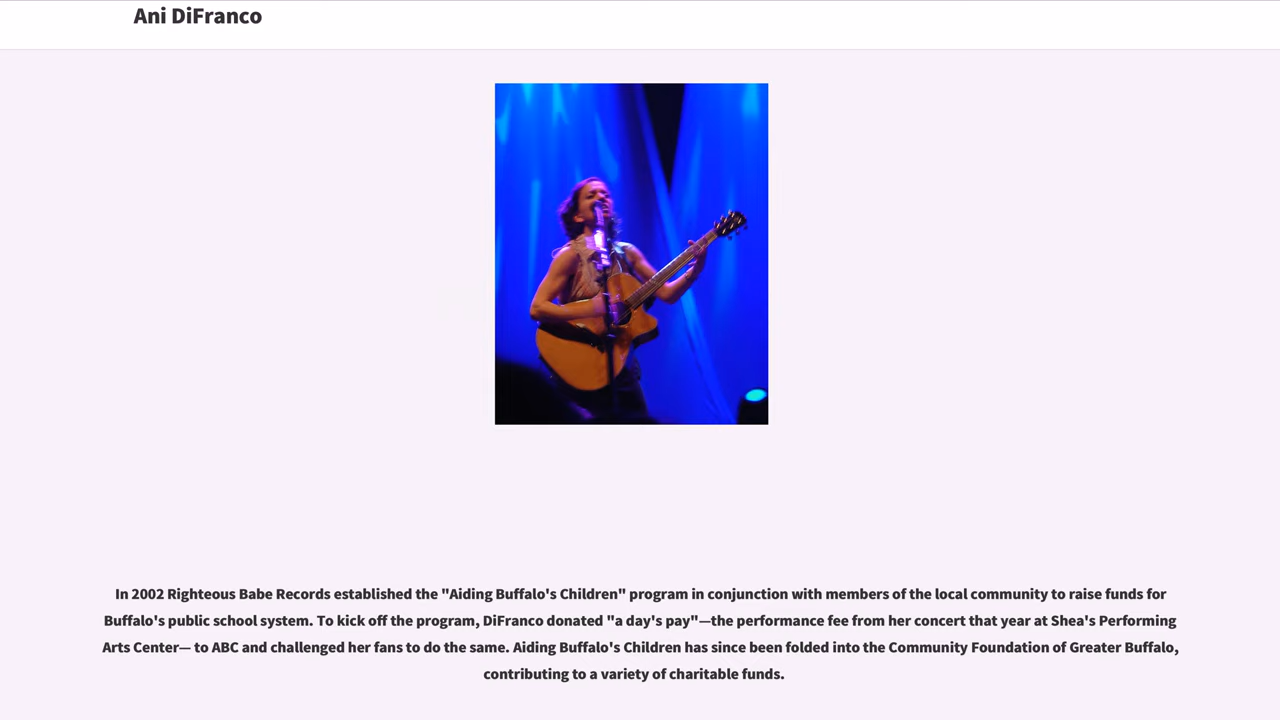 Ani DiFranco
In 2002 Righteous Babe Records established the "Aiding Buffalo's Children" program in conjunction with members of the local community to raise funds for
Buffalo's public school system. To kick off the program, DiFranco donated "a day's pay"—the performance fee from her concert that year at Shea's Performing
Arts Center— to ABC and challenged her fans to do the same. Aiding Buffalo's Children has since been folded into the Community Foundation of Greater Buffalo,
contributing to a variety of charitable funds.